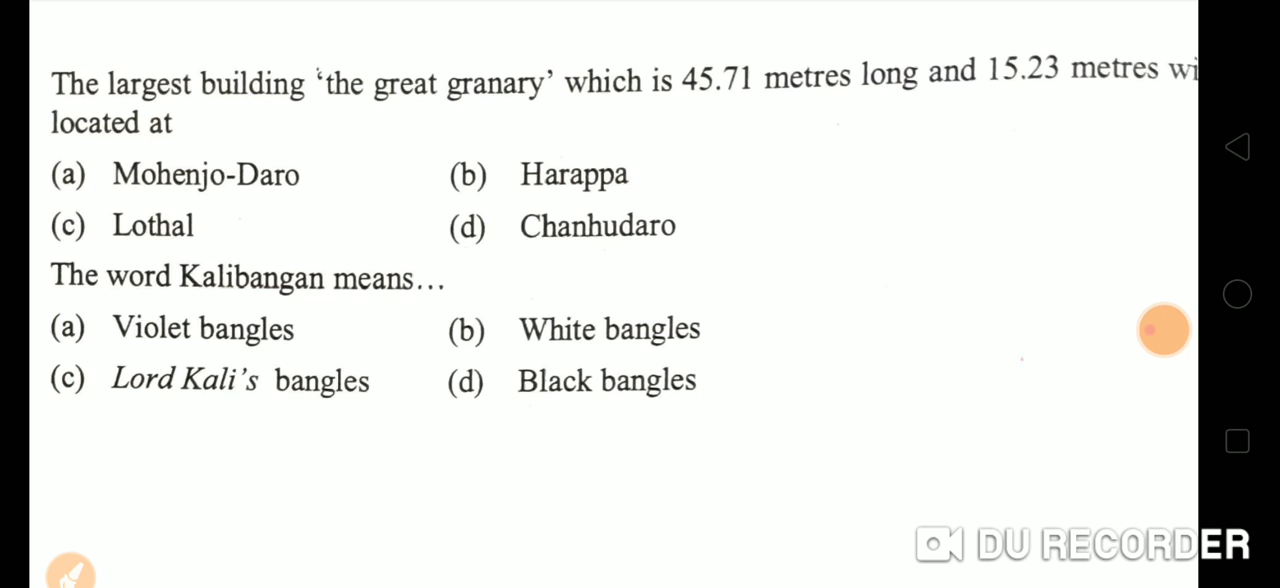 The largest building ‘the great granary’ which is 45.71 metres long and 15.23 metres wi
located at
(a) Mohenjo-Daro (b) Harappa
(c) Lothal (d) Chanhudaro
The word Kalibangan means...
(a) Violet bangles (b) White bangles
(c) Lord Kali’s bangles (d) Black bangles
DU RECORDER